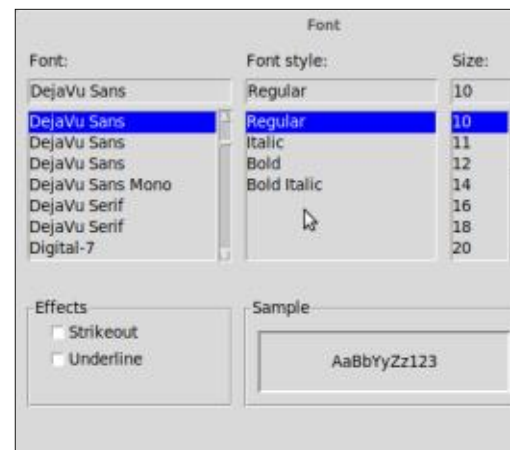 Font
Font:
Font style:
Size:
DejaVu Sans
Regular
10
DejaVu Sans
DejaVu Sans
DejaVu Sans
DejaVu Sans Mono
DejaVu Serif
DejaVu Serif
Digital-7
Regular
Italic
Bold
Bold Italic
10
11
12
14
16
18
20
Effects
Strikeout
Underline
Sample
AaBbYyZz123